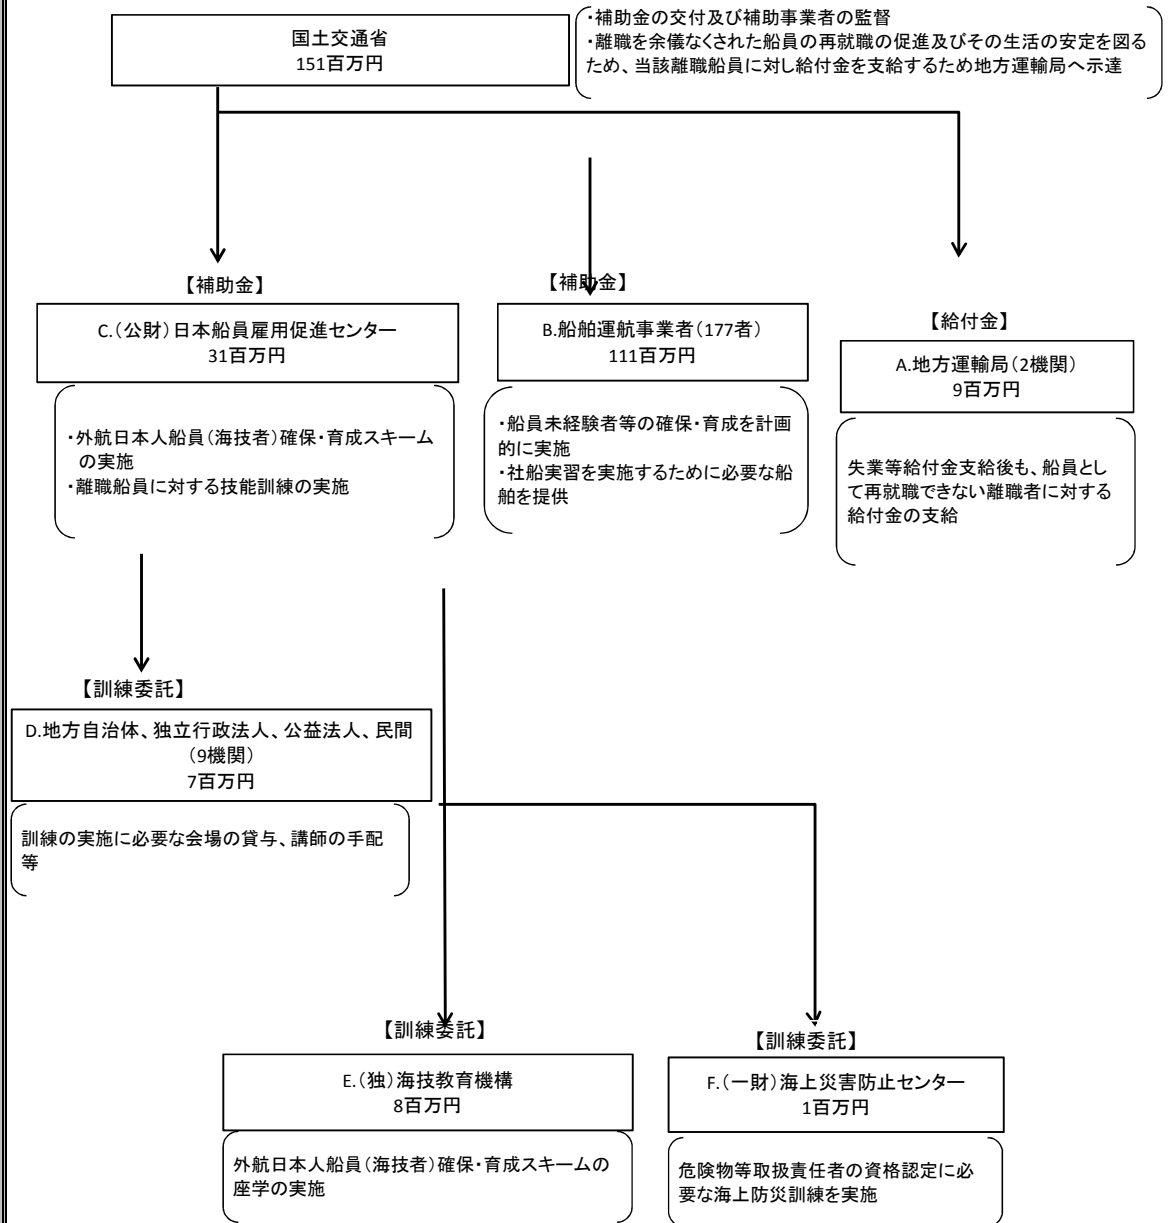 国土交通省
151百万円
・補助金の交付及び補助事業者の監督
・離職を余儀なくされた船員の再就職の促進及びその生活の安定を図る
ため、当該離職船員に対し給付金を支給するため地方運輸局へ示達
【補助金】
C.(公財)日本船員雇用促進センター
31百万円
・外航日本人船員(海技者)確保・育成スキーム
の実施
・離職船員に対する技能訓練の実施
【補助金】
B.船舶運航事業者(177者)
111百万円
・船員未経験者等の確保・育成を計画
的に実施
・社船実習を実施するために必要な船
舶を提供
【給付金】
A.地方運輸局(2機関)
9百万円
失業等給付金支給後も、船員とし
て再就職できない離職者に対する
給付金の支給
【訓練委託】
D.地方自治体、独立行政法人、公益法人、民間
(9機関)
7百万円
訓練の実施に必要な会場の貸与、講師の手配
等
【訓練委託】
E.(独)海技教育機構
8百万円
外航日本人船員(海技者)確保・育成スキームの
座学の実施
【訓練委託】
F.(一財)海上災害防止センター
1百万円
危険物等取扱責任者の資格認定に必
要な海上防災訓練を実施